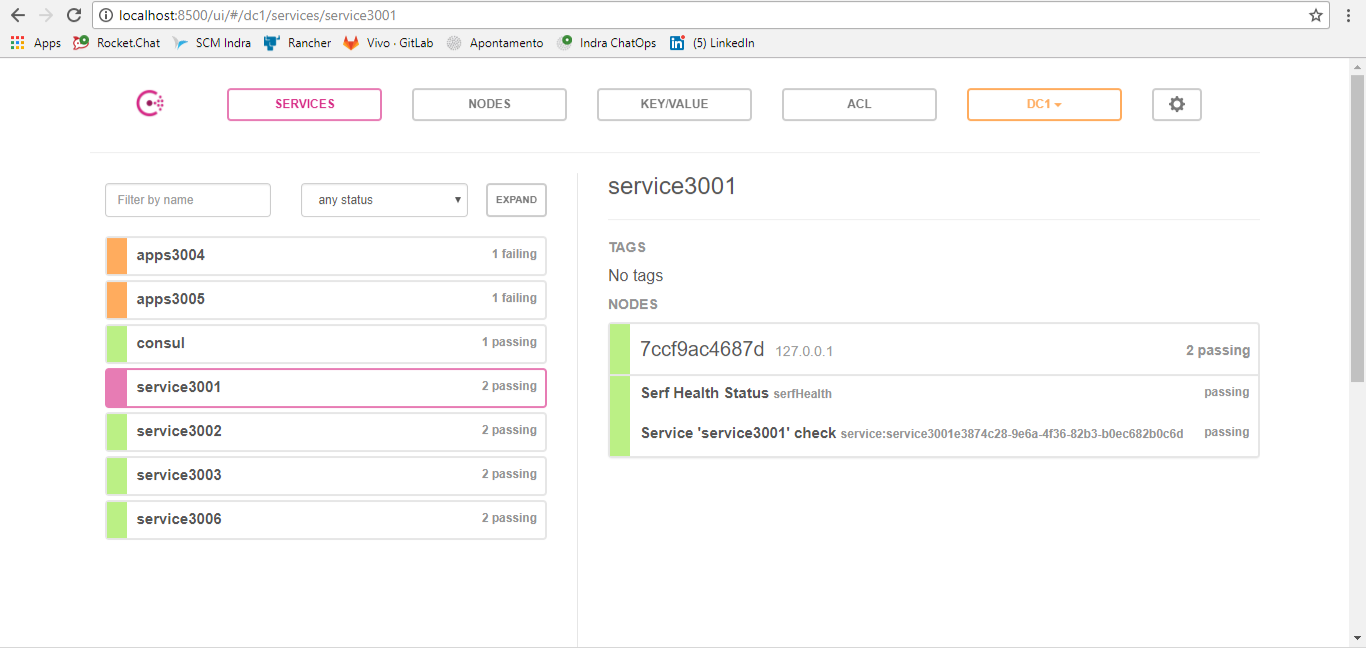 localhost:8500/ui/#/dc1/services/service3001
Apps Rocket.Chat SCM Indra Rancher Vivo · GitLab Apontamento Indra ChatOps (5) LinkedIn
SERVICES NODES KEY/VALUE ACL DC1
Filter by name any status EXPAND
apps3004 1 failing
apps3005 1 failing
consul 1 passing
service3001 2 passing
service3002 2 passing
service3003 2 passing
service3006 2 passing
service3001
TAGS
No tags
NODES
7ccf9ac4687d 127.0.0.1 2 passing
Serf Health Status serfHealth passing
Service 'service3001' check service:service3001e3874c28-9e6a-4f36-82b3-b0ec682b0c6d passing